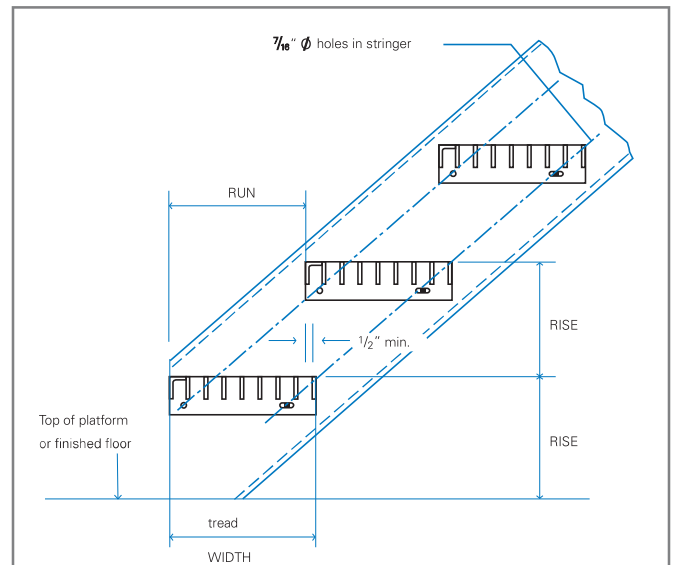 7/16" Ø holes in stringer
RUN
RISE
1/2" min.
Top of platform
or finished floor
RISE
tread
WIDTH